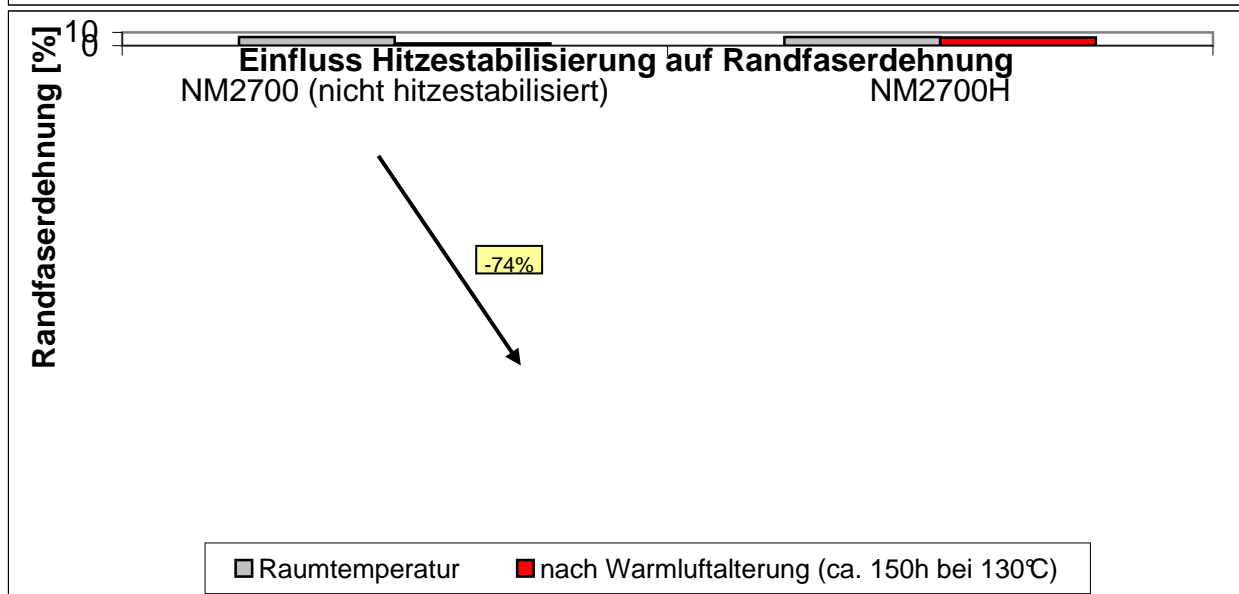 10
0
Einfluss Hitzestabilisierung auf Randfaserdehnung
NM2700 (nicht hitzestabilisiert)
NM2700H
Randfaserdehnung [%]
-74%
Raumtemperatur
nach Warmluftalterung (ca. 150h bei 130°C)